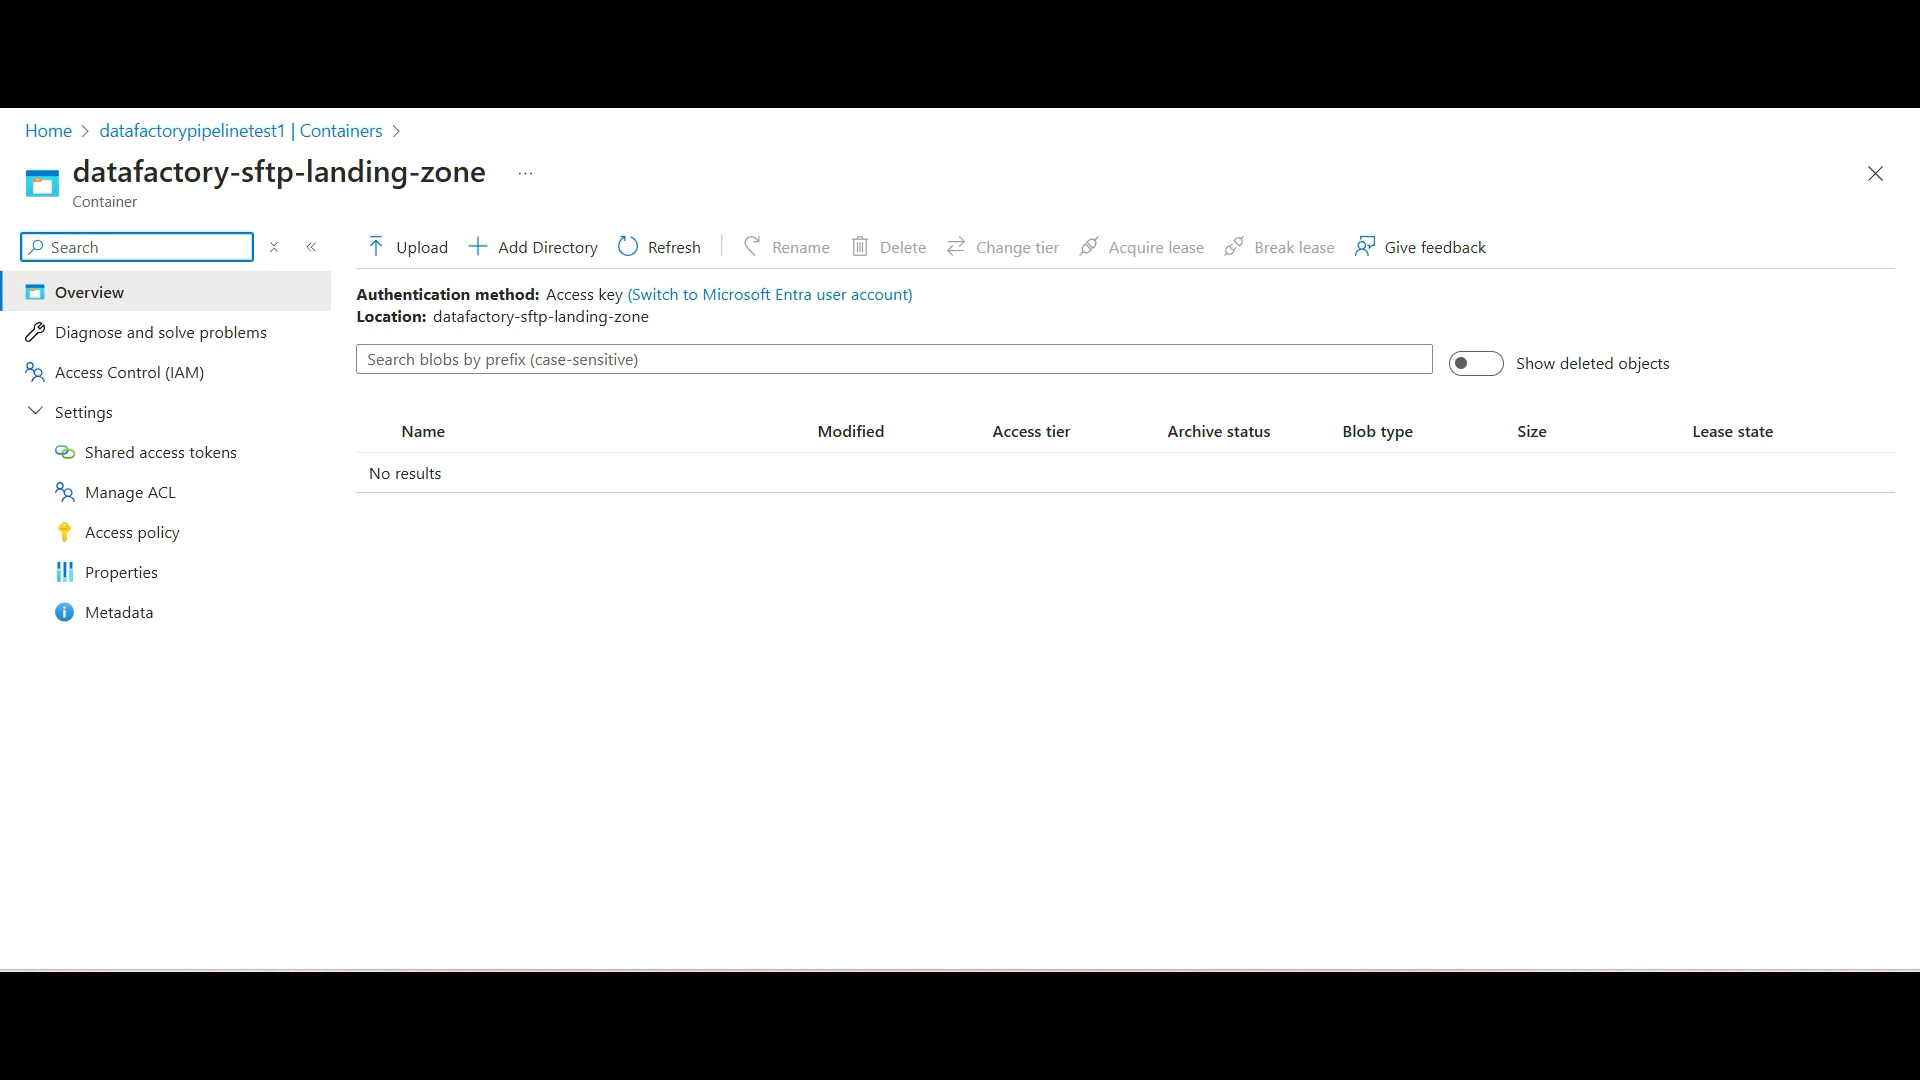 Home > datafactorypipelinetest1 | Containers >
datafactory-sftp-landing-zone ...
Container
Search
Upload Add Directory Refresh Rename Delete Change tier Acquire lease Break lease Give feedback
Overview
Diagnose and solve problems
Access Control (IAM)
Settings
Shared access tokens
Manage ACL
Access policy
Properties
Metadata
Authentication method: Access key (Switch to Microsoft Entra user account)
Location: datafactory-sftp-landing-zone
Search blobs by prefix (case-sensitive)
Show deleted objects
Name Modified Access tier Archive status Blob type Size Lease state
No results